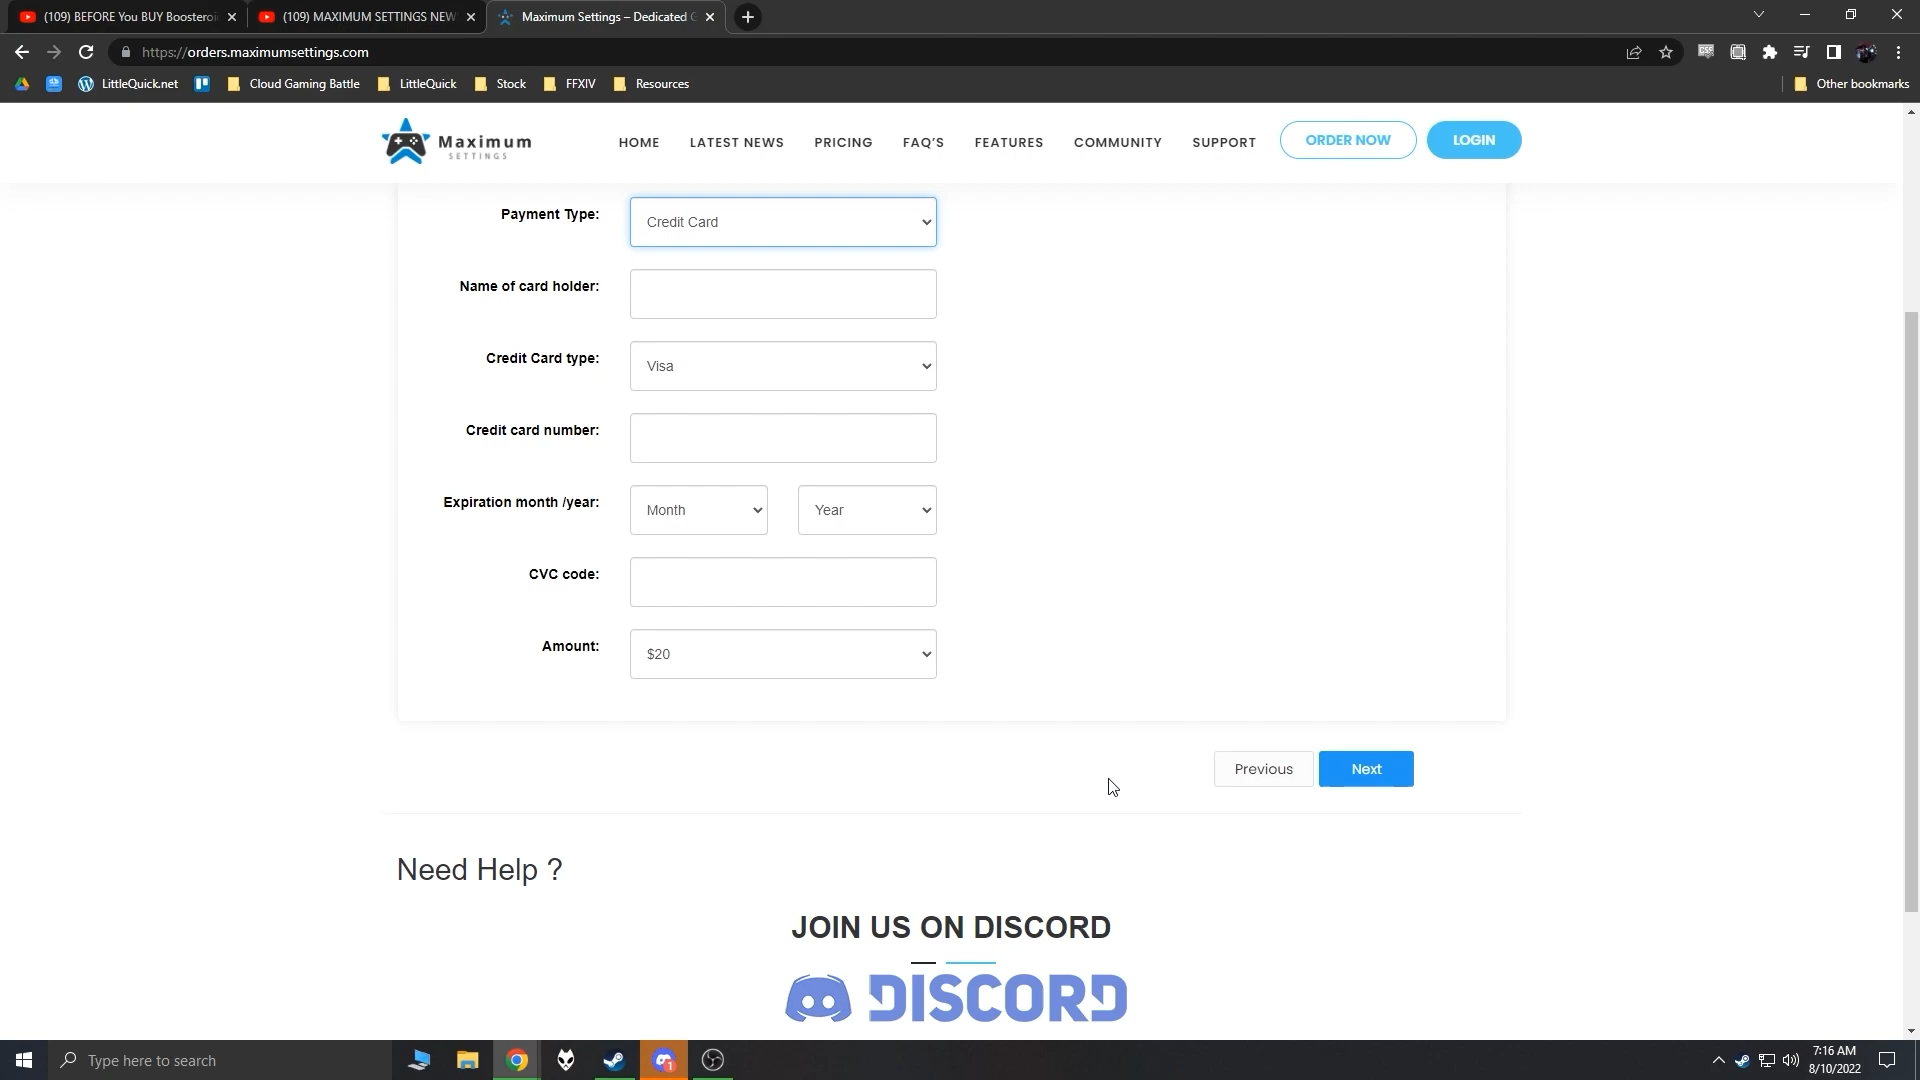 (109) BEFORE You BUY Boosteroi
(109) MAXIMUM SETTINGS NEW
Maximum Settings – Dedicated G
https://orders.maximumsettings.com
LittleQuick.net
Cloud Gaming Battle
LittleQuick
Stock
FFXIV
Resources
Other bookmarks
Maximum
SETTINGS
HOME
LATEST NEWS
PRICING
FAQ'S
FEATURES
COMMUNITY
SUPPORT
ORDER NOW
LOGIN
Payment Type:
Credit Card
Name of card holder:
Credit Card type:
Visa
Credit card number:
Expiration month /year:
Month
Year
CVC code:
Amount:
$20
Previous
Next
Need Help ?
JOIN US ON DISCORD
DISCORD
Type here to search
1
7:16 AM
8/10/2022